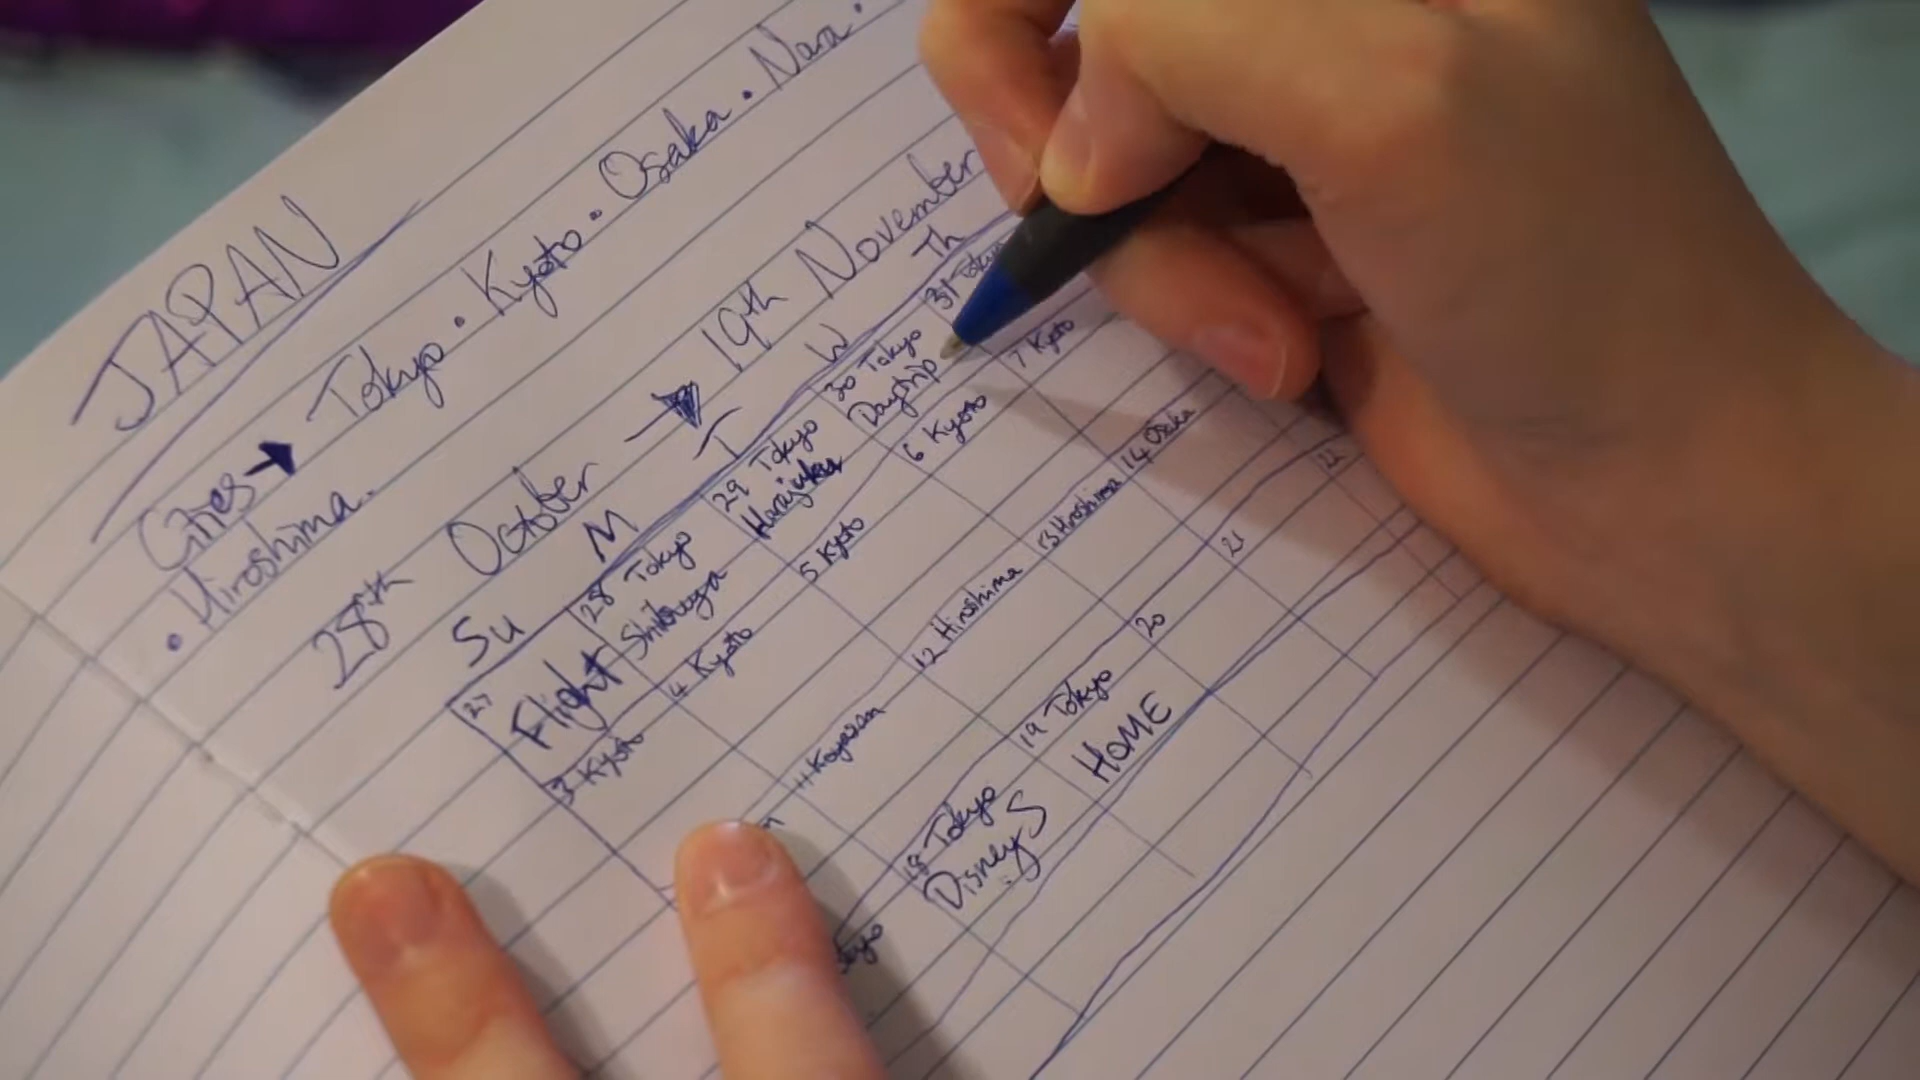 JAPAN
Cities → Tokyo • Kyoto • Osaka • Nara •
• Hiroshima.
28th October → 19th November
Su M T W Th
27 Flight
28 Tokyo Shibuya
29 Tokyo Harajuku
30 Tokyo Daytrip
31 Tokyo
3 Kyoto
4 Kyoto
5 Kyoto
6 Kyoto
7 Kyoto
11 Koyasan
12 Hiroshima
13 Hiroshima
14 Osaka
18 Tokyo DisneyS
19 Tokyo HOME
20
21
22